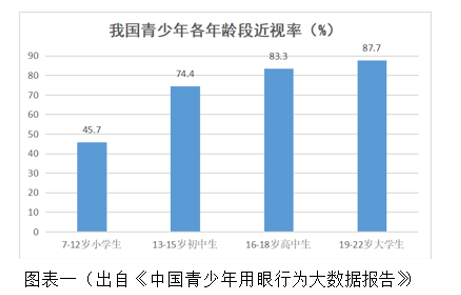 我国青少年各年龄段近视率（%）
90
80
70
60
50
40
30
20
10
0
45.7
74.4
83.3
87.7
7-12岁小学生
13-15岁初中生
16-18岁高中生
19-22岁大学生
图表一（出自《中国青少年用眼行为大数据报告》）